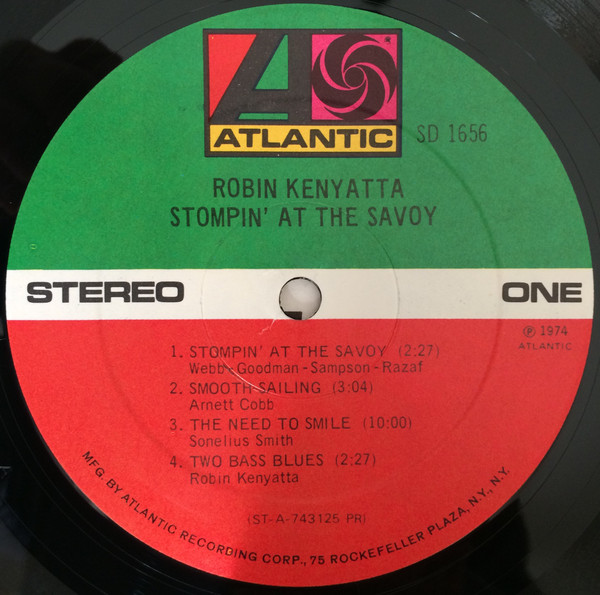 ATLANTIC
SD 1656
ROBIN KENYATTA
STOMPIN' AT THE SAVOY
STEREO
ONE
℗ 1974
ATLANTIC
1. STOMPIN' AT THE SAVOY (2:27)
Webb-Goodman-Sampson-Razaf
2. SMOOTH SAILING (3:04)
Arnett Cobb
3. THE NEED TO SMILE (10:00)
Sonelius Smith
4. TWO BASS BLUES (2:27)
Robin Kenyatta
(ST-A-743125 PR)
MFG. BY ATLANTIC RECORDING CORP., 75 ROCKEFELLER PLAZA, N.Y., N.Y.